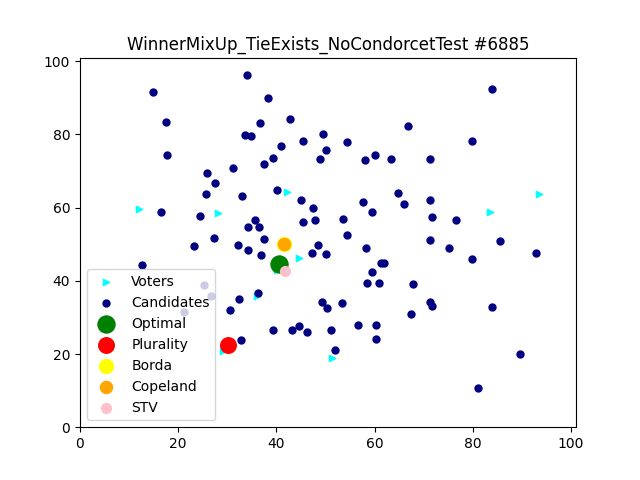 WinnerMixUp_TieExists_NoCondorcetTest #6885
100
80
60
40
20
0
Voters
Candidates
Optimal
Plurality
Borda
Copeland
STV
0 20 40 60 80 100